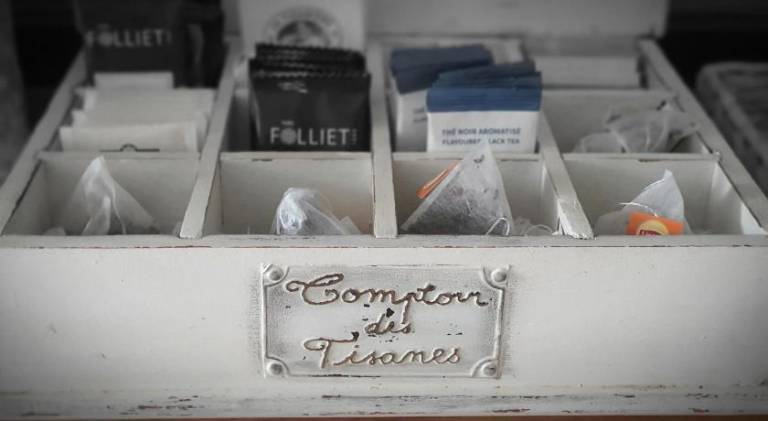 FOLLIET
FOLLIET
THÉ NOIR AROMATISÉ
FLAVOURED BLACK TEA
Comptoir
des
Tisanes